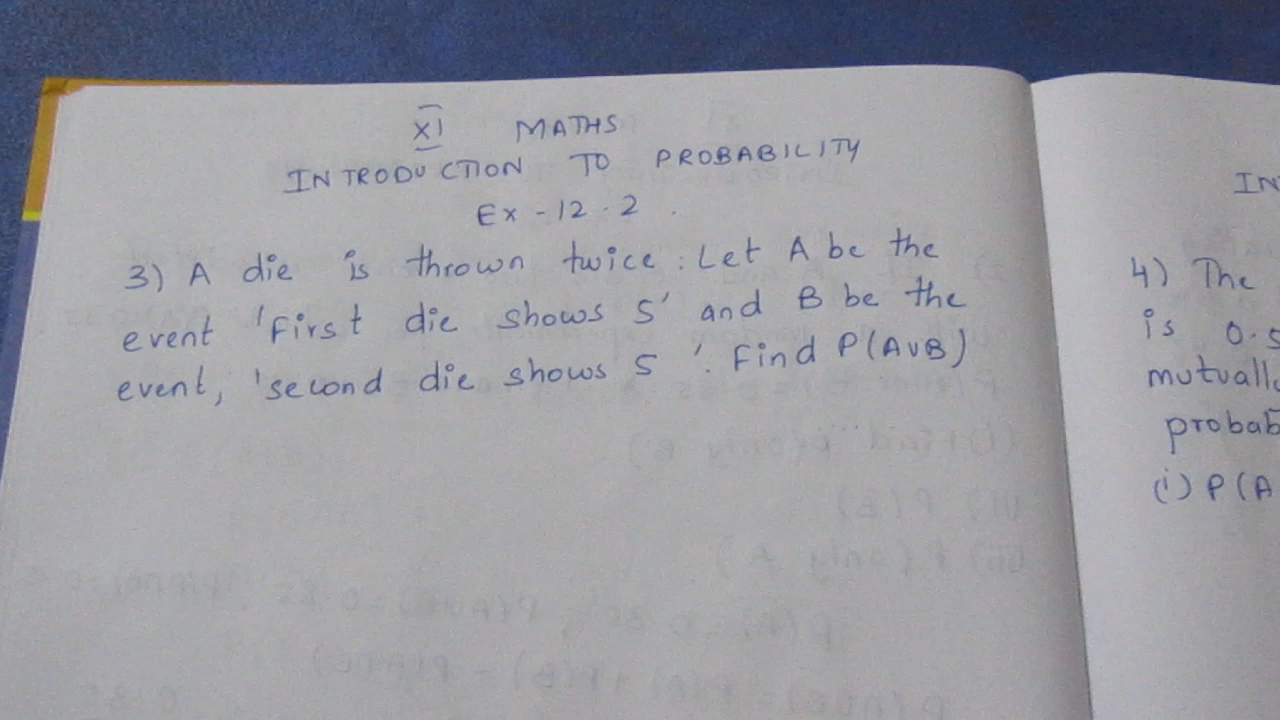 XI MATHS
INTRODUCTION TO PROBABILITY
Ex - 12.2.
3) A die is thrown twice. Let A be the
event 'First die shows 5' and B be the
event, 'second die shows 5'. Find P(A∪B)
IN
4) The
is 0.5
mutuall
probab
(i) P(A